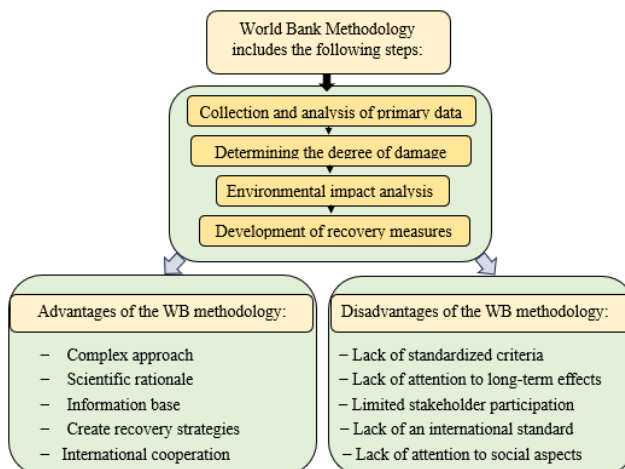 World Bank Methodology
includes the following steps:
Collection and analysis of primary data
Determining the degree of damage
Environmental impact analysis
Development of recovery measures
Advantages of the WB methodology:
– Complex approach
– Scientific rationale
– Information base
– Create recovery strategies
– International cooperation
Disadvantages of the WB methodology:
– Lack of standardized criteria
– Lack of attention to long-term effects
– Limited stakeholder participation
– Lack of an international standard
– Lack of attention to social aspects